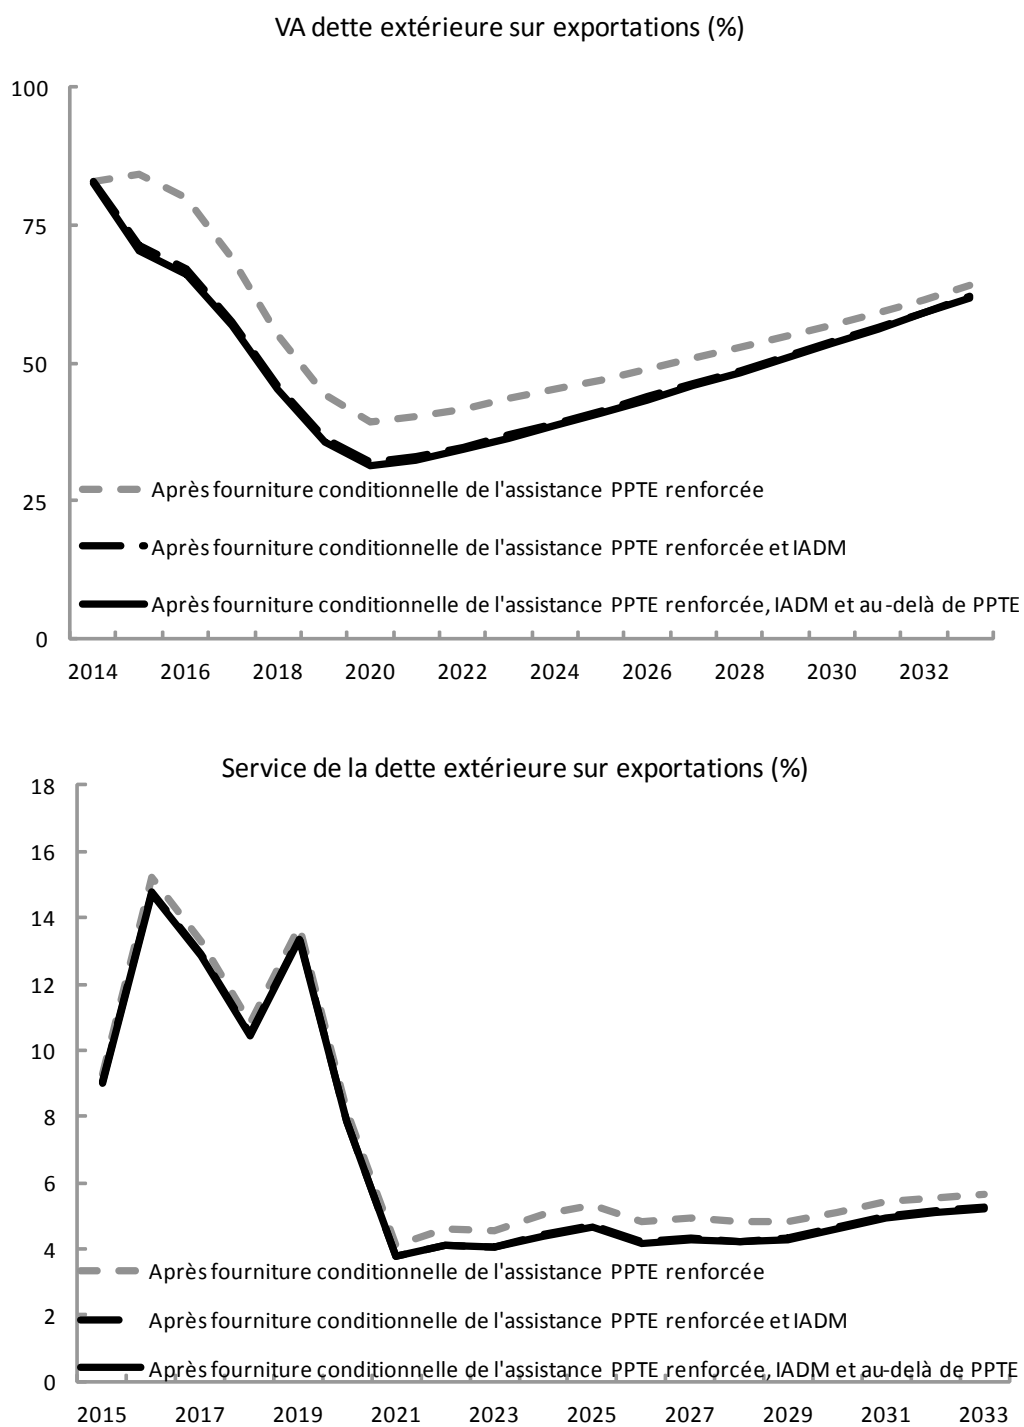 VA dette extérieure sur exportations (%)
100
75
50
25
0
Après fourniture conditionnelle de l'assistance PPTE renforcée
Après fourniture conditionnelle de l'assistance PPTE renforcée et IADM
Après fourniture conditionnelle de l'assistance PPTE renforcée, IADM et au-delà de PPTE
2014 2016 2018 2020 2022 2024 2026 2028 2030 2032
Service de la dette extérieure sur exportations (%)
18
16
14
12
10
8
6
4
2
0
Après fourniture conditionnelle de l'assistance PPTE renforcée
Après fourniture conditionnelle de l'assistance PPTE renforcée et IADM
Après fourniture conditionnelle de l'assistance PPTE renforcée, IADM et au-delà de PPTE
2015 2017 2019 2021 2023 2025 2027 2029 2031 2033